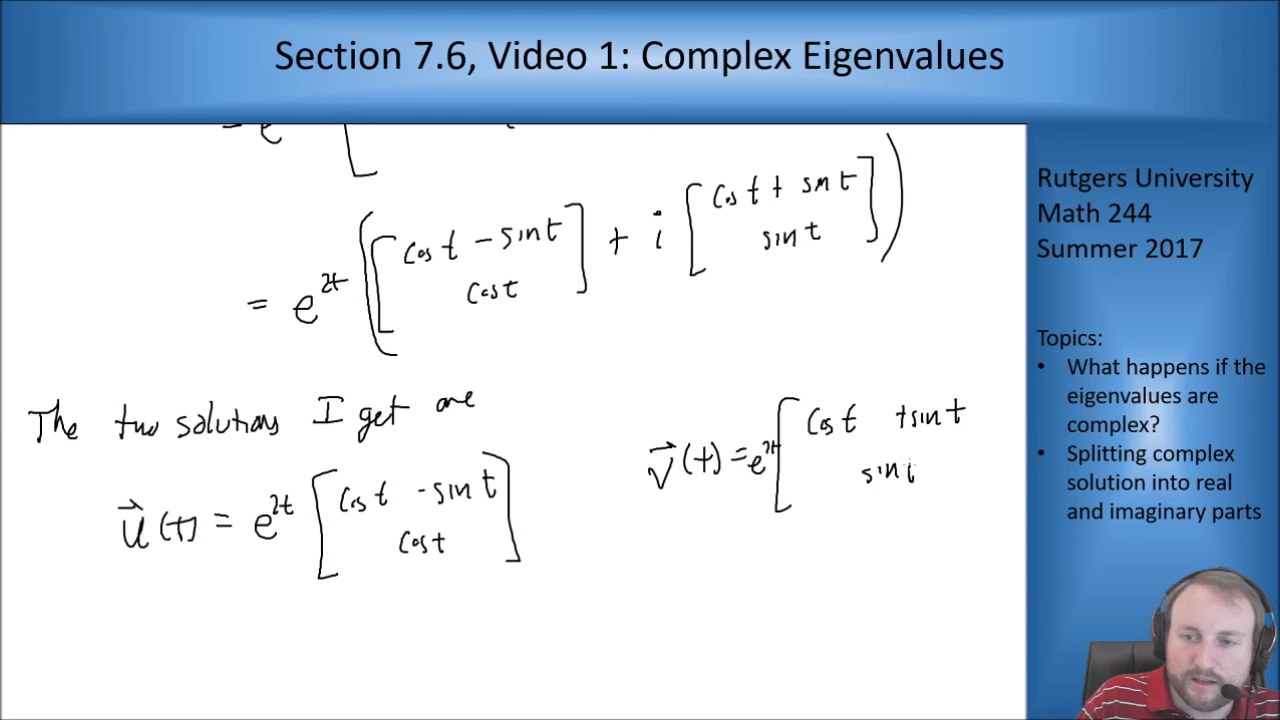 Section 7.6, Video 1: Complex Eigenvalues
= e [
= e^{2t} ( [ cos t - sin t
cos t ] + i [ cos t + sin t
sin t ] )
The two solutions I get are
\vec{u}(t) = e^{2t} [ cos t - sin t
cos t ]
\vec{v}(t) = e^{2t} [ cos t + sin t
sin t
Rutgers University
Math 244
Summer 2017
Topics:
• What happens if the
eigenvalues are
complex?
• Splitting complex
solution into real
and imaginary parts